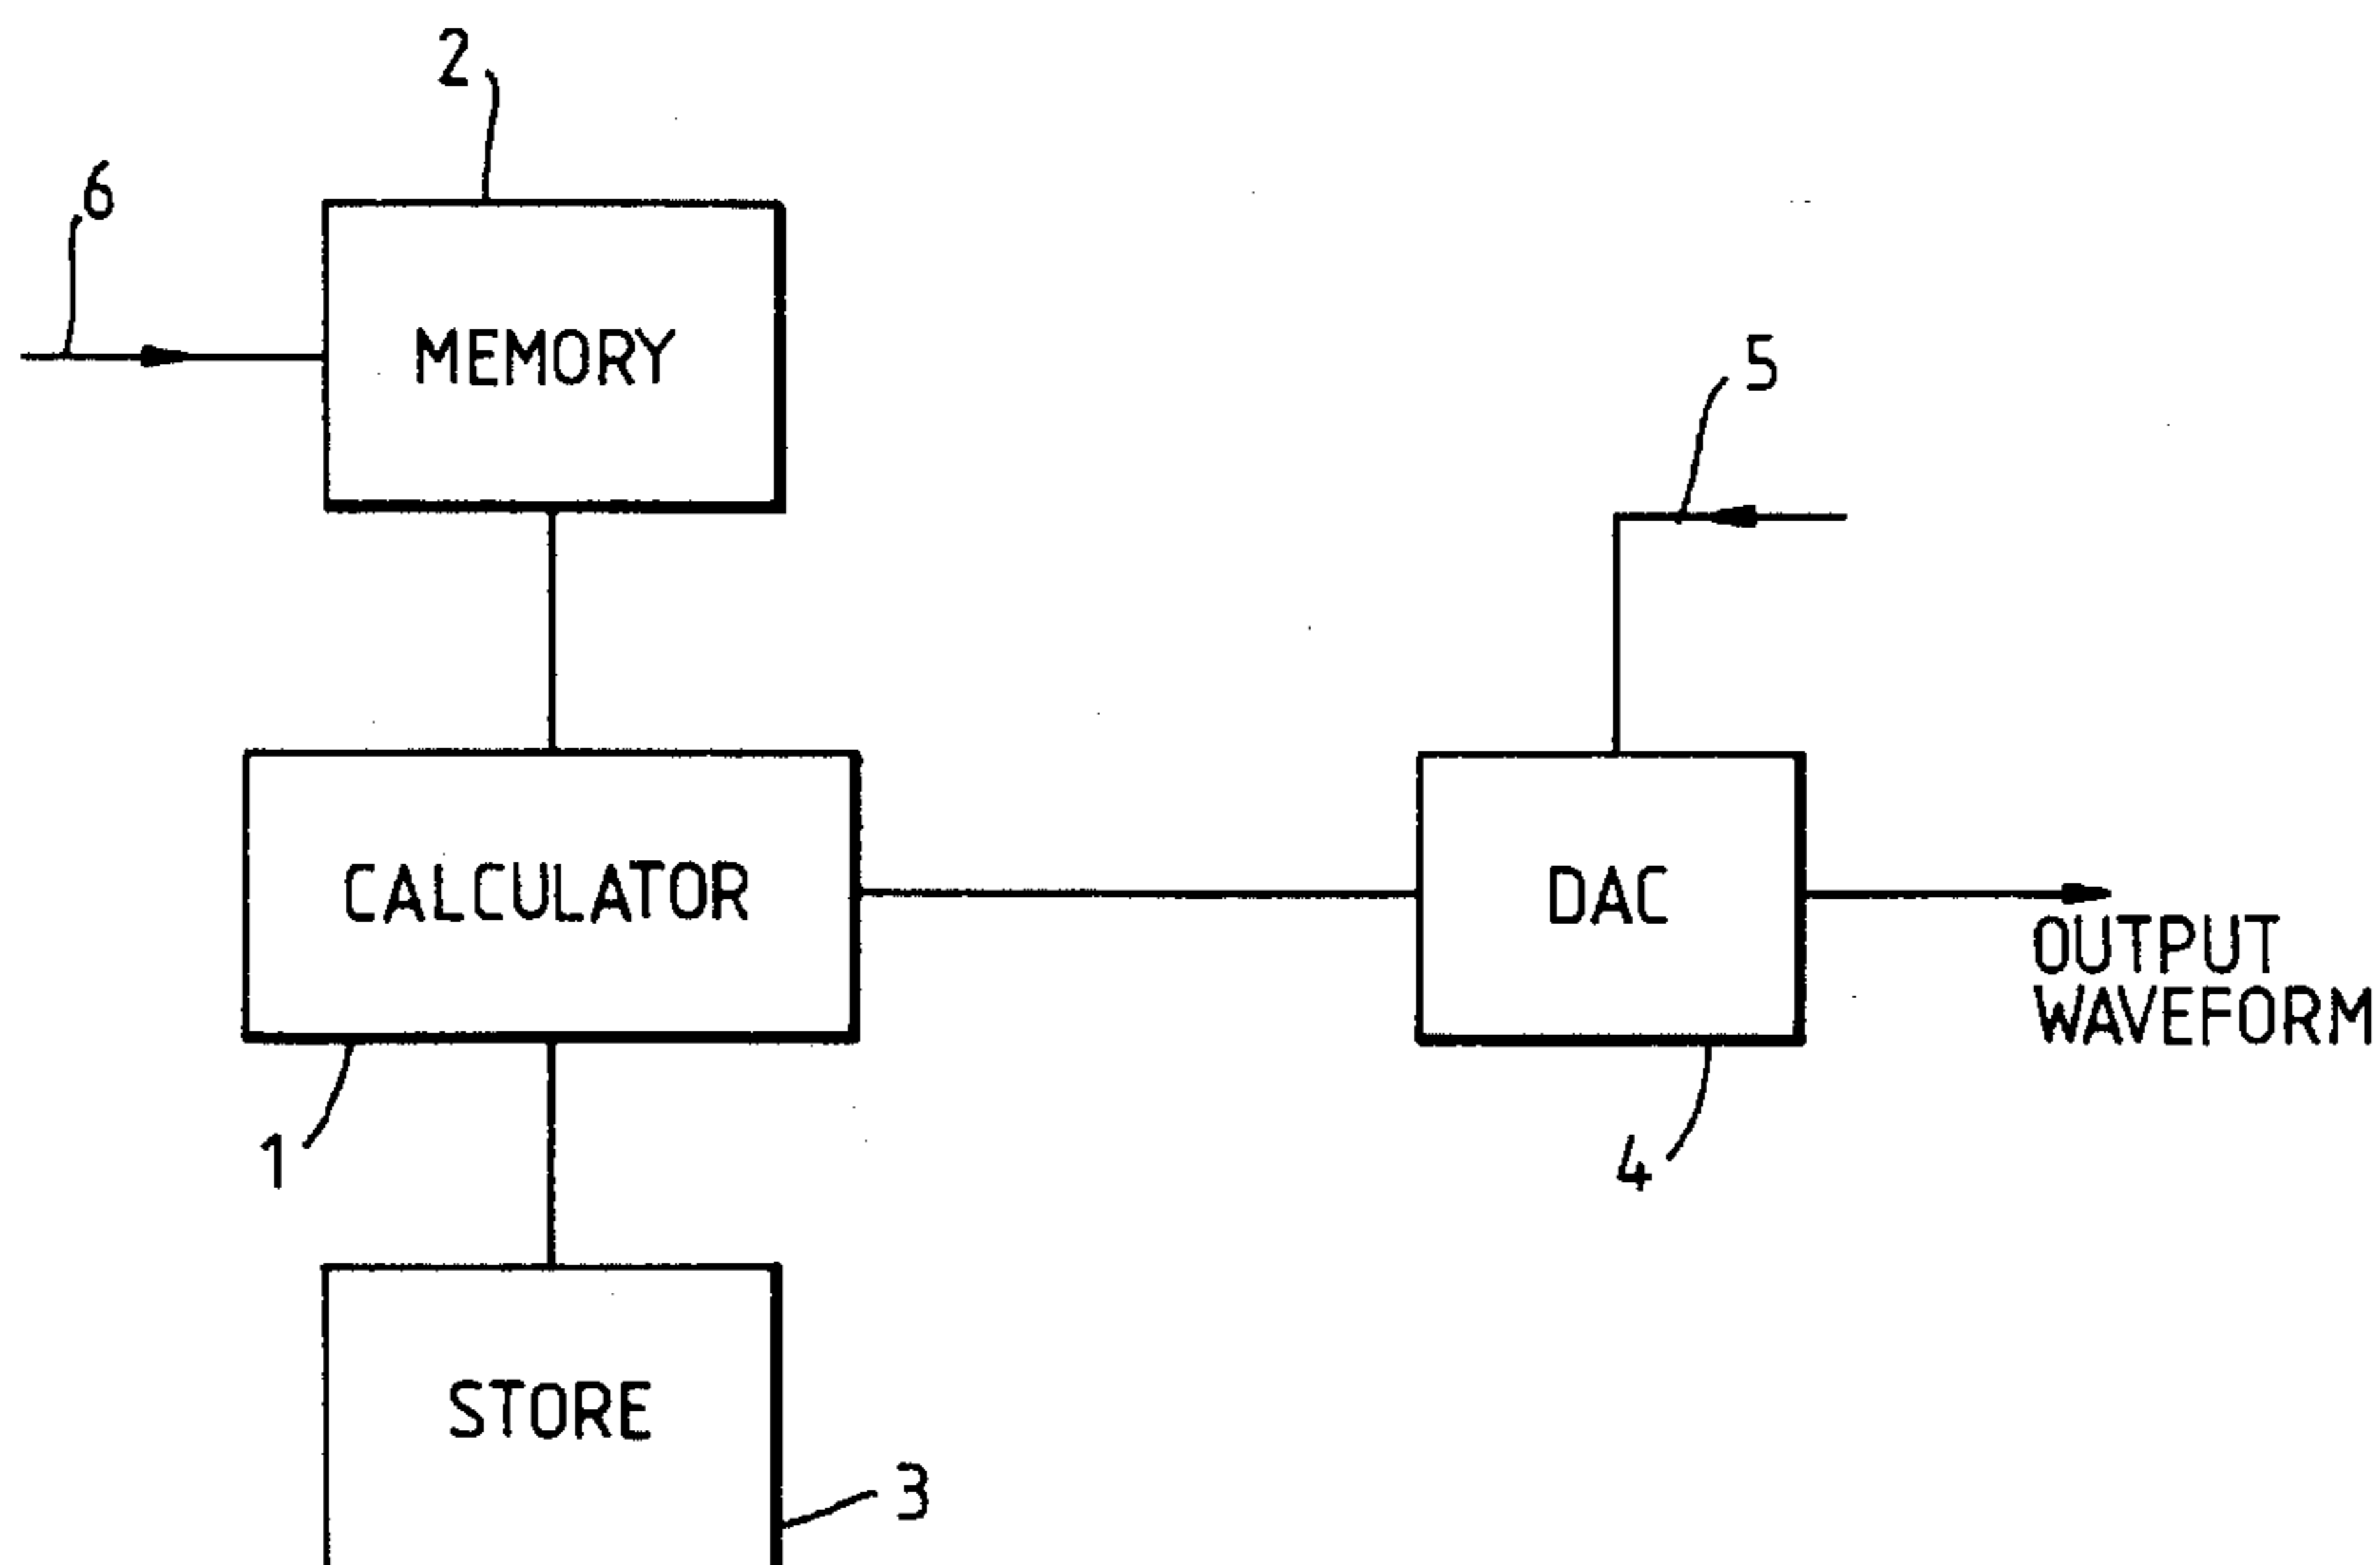 2
6
MEMORY
5
CALCULATOR
DAC
OUTPUT
WAVEFORM
1
4
STORE
3